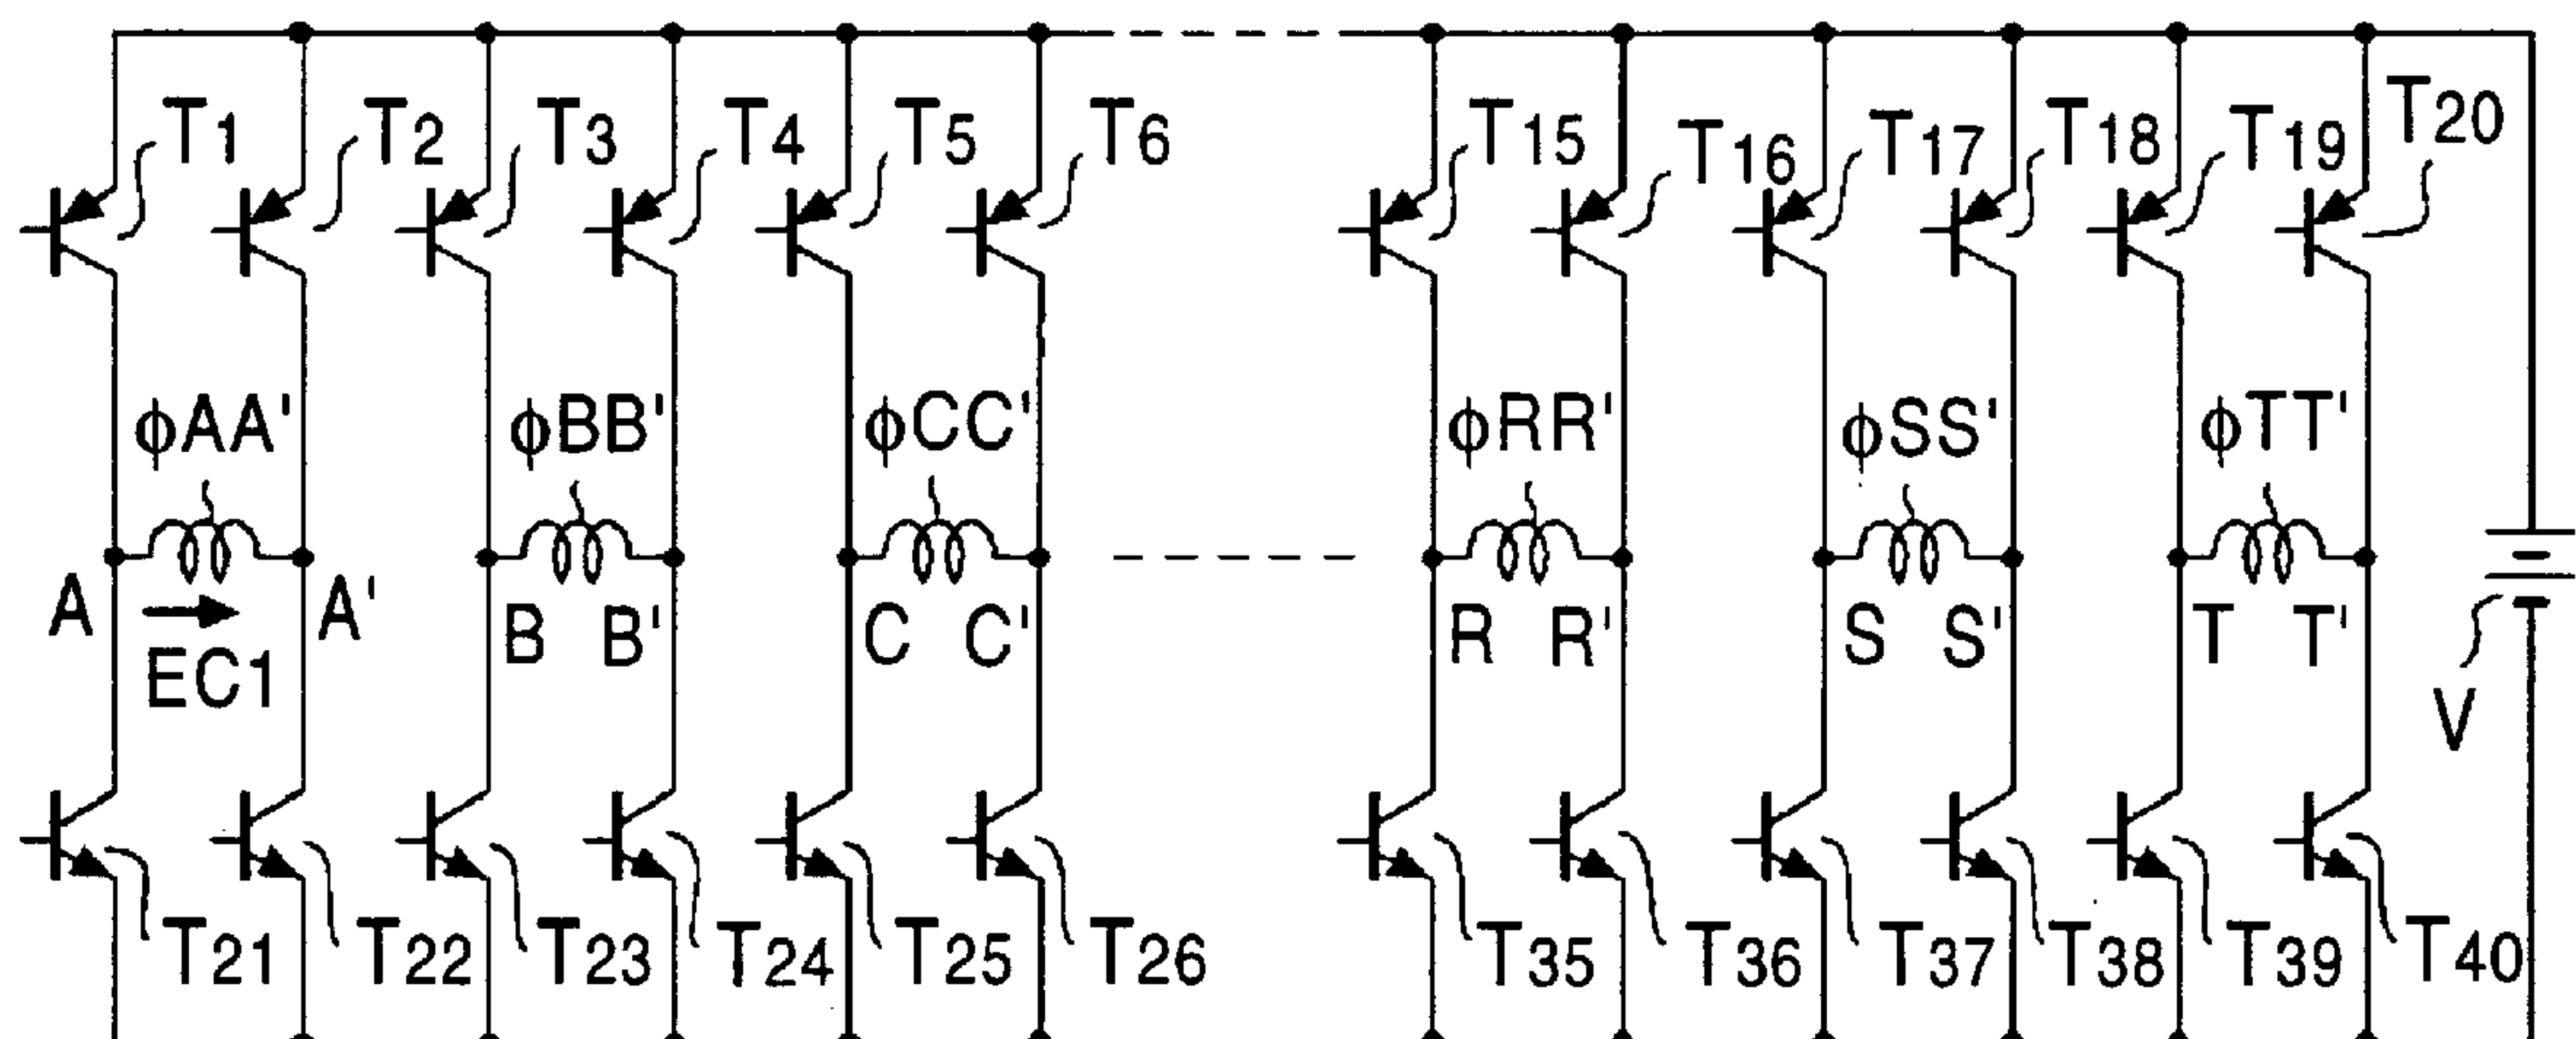 T1 T2 T3 T4 T5 T6 T15 T16 T17 T18 T19 T20
ϕAA' ϕBB' ϕCC' ϕRR' ϕSS' ϕTT'
A A' B B' C C' R R' S S' T T'
EC1 V
T21 T22 T23 T24 T25 T26 T35 T36 T37 T38 T39 T40